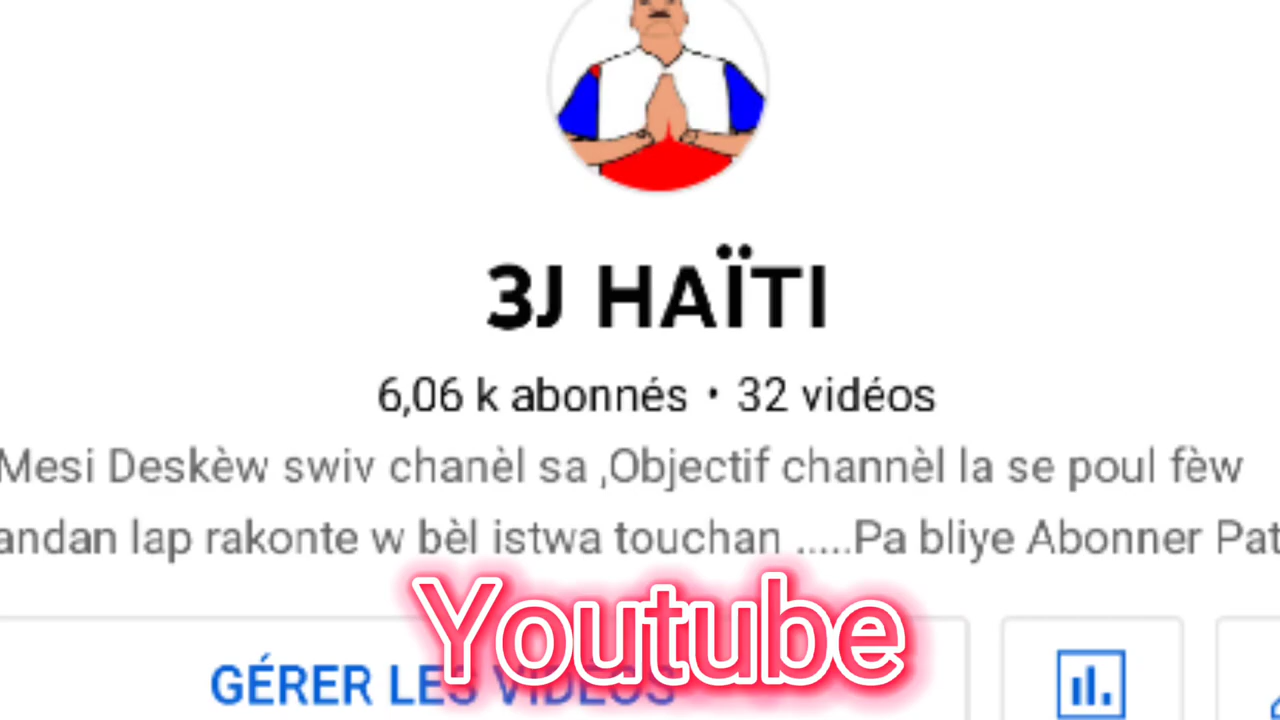 3J HAÏTI
6,06 k abonnés • 32 vidéos
Mesi Deskèw swiv chanèl sa ,Objectif channèl la se poul fèw
andan lap rakonte w bèl istwa touchan .....Pa bliye Abonner Pat
Youtube
GÉRER LES VIDÉOS